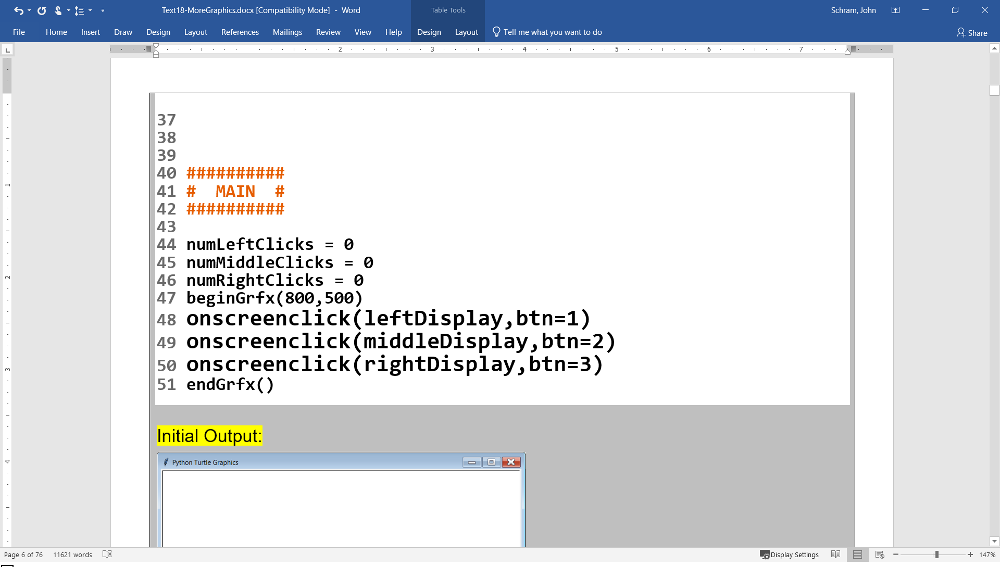 Text18-MoreGraphics.docx [Compatibility Mode] - Word
Table Tools
Schram, John
File Home Insert Draw Design Layout References Mailings Review View Help Design Layout Tell me what you want to do
Share
2 3 4 5 6 7
37
38
39
40 ##########
41 #  MAIN  #
42 ##########
43
44 numLeftClicks = 0
45 numMiddleClicks = 0
46 numRightClicks = 0
47 beginGrfx(800,500)
48 onscreenclick(leftDisplay,btn=1)
49 onscreenclick(middleDisplay,btn=2)
50 onscreenclick(rightDisplay,btn=3)
51 endGrfx()
1
2
3
4
Initial Output:
Python Turtle Graphics
Page 6 of 76 11621 words
Display Settings
147%